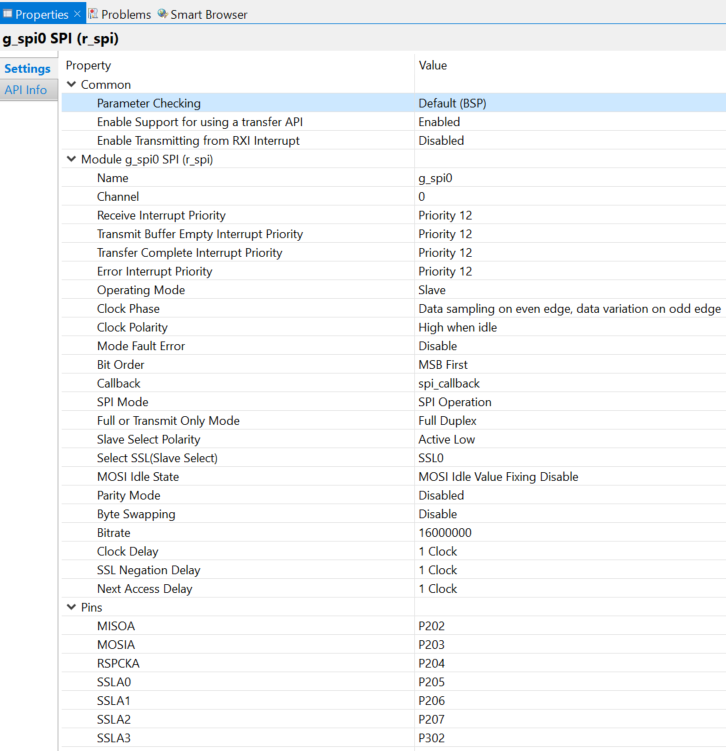 Properties Problems Smart Browser
g_spi0 SPI (r_spi)
Settings
API Info
Property Value
Common
Parameter Checking Default (BSP)
Enable Support for using a transfer API Enabled
Enable Transmitting from RXI Interrupt Disabled
Module g_spi0 SPI (r_spi)
Name g_spi0
Channel 0
Receive Interrupt Priority Priority 12
Transmit Buffer Empty Interrupt Priority Priority 12
Transfer Complete Interrupt Priority Priority 12
Error Interrupt Priority Priority 12
Operating Mode Slave
Clock Phase Data sampling on even edge, data variation on odd edge
Clock Polarity High when idle
Mode Fault Error Disable
Bit Order MSB First
Callback spi_callback
SPI Mode SPI Operation
Full or Transmit Only Mode Full Duplex
Slave Select Polarity Active Low
Select SSL(Slave Select) SSL0
MOSI Idle State MOSI Idle Value Fixing Disable
Parity Mode Disabled
Byte Swapping Disable
Bitrate 16000000
Clock Delay 1 Clock
SSL Negation Delay 1 Clock
Next Access Delay 1 Clock
Pins
MISOA P202
MOSIA P203
RSPCKA P204
SSLA0 P205
SSLA1 P206
SSLA2 P207
SSLA3 P302